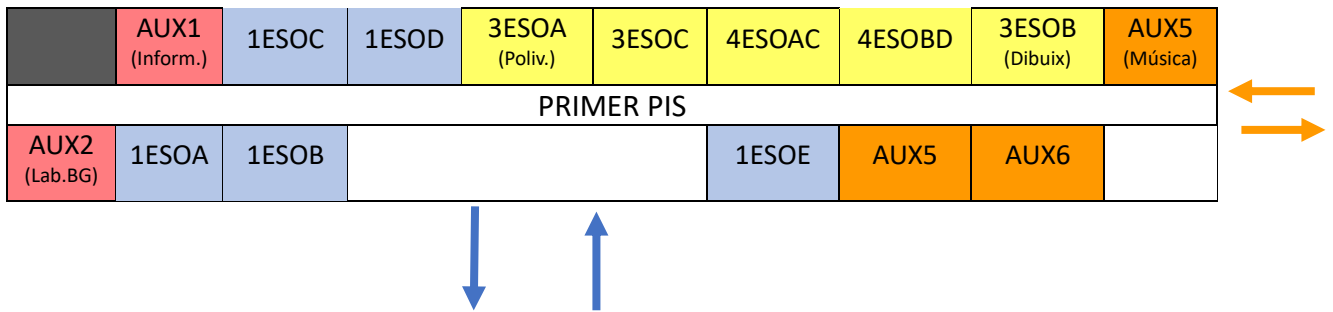 AUX1
(Inform.)
1ESOC
1ESOD
3ESOA
(Poliv.)
3ESOC
4ESOAC
4ESOBD
3ESOB
(Dibuix)
AUX5
(Música)
PRIMER PIS
AUX2
(Lab.BG)
1ESOA
1ESOB
1ESOE
AUX5
AUX6